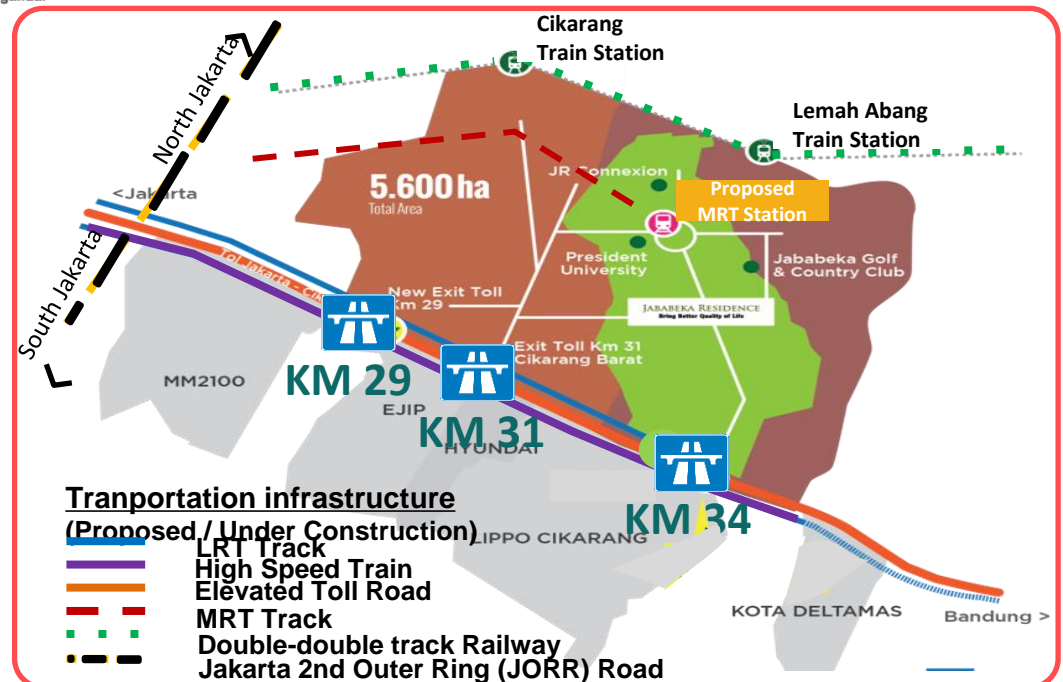 Cikarang
Train Station
Lemah Abang
Train Station
North Jakarta
South Jakarta
<Jakarta
5.600 ha
Total Area
JR Connexion
Proposed
MRT Station
President
University
Jababeka Golf
& Country Club
Tol Jakarta -
New Exit Toll
Km 29
JABABEKA RESIDENCE
Bring Better Quality of Life
Exit Toll Km 31
Cikarang Barat
MM2100
KM 29
EJIP
KM 31
HYUNDAI
KM 34
LIPPO CIKARANG
KOTA DELTAMAS
Bandung >
Tranportation infrastructure
(Proposed / Under Construction)
LRT Track
High Speed Train
Elevated Toll Road
MRT Track
Double-double track Railway
Jakarta 2nd Outer Ring (JORR) Road